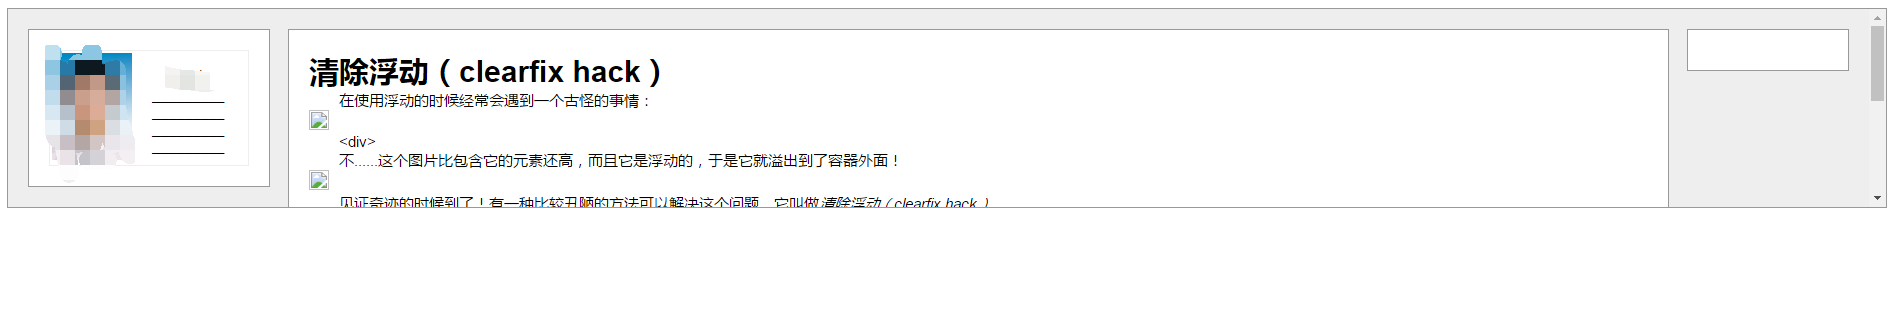 清除浮动（clearfix hack）
在使用浮动的时候经常会遇到一个古怪的事情：
<div>
不......这个图片比包含它的元素还高，而且它是浮动的，于是它就溢出到了容器外面！
见证奇迹的时候到了！有一种比较丑陋的方法可以解决这个问题，它叫做清除浮动（clearfix hack）